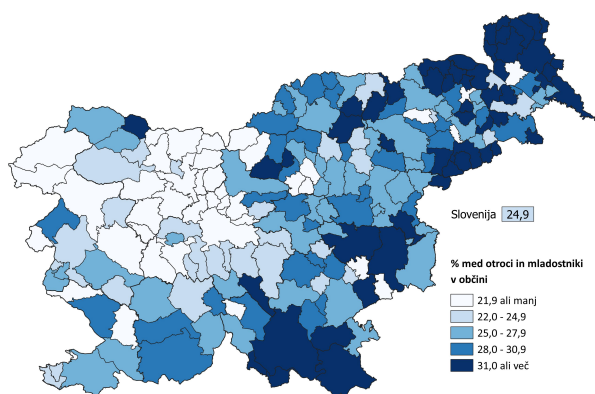 Slovenija 24,9
% med otroci in mladostniki
v občini
21,9 ali manj
22,0 - 24,9
25,0 - 27,9
28,0 - 30,9
31,0 ali več